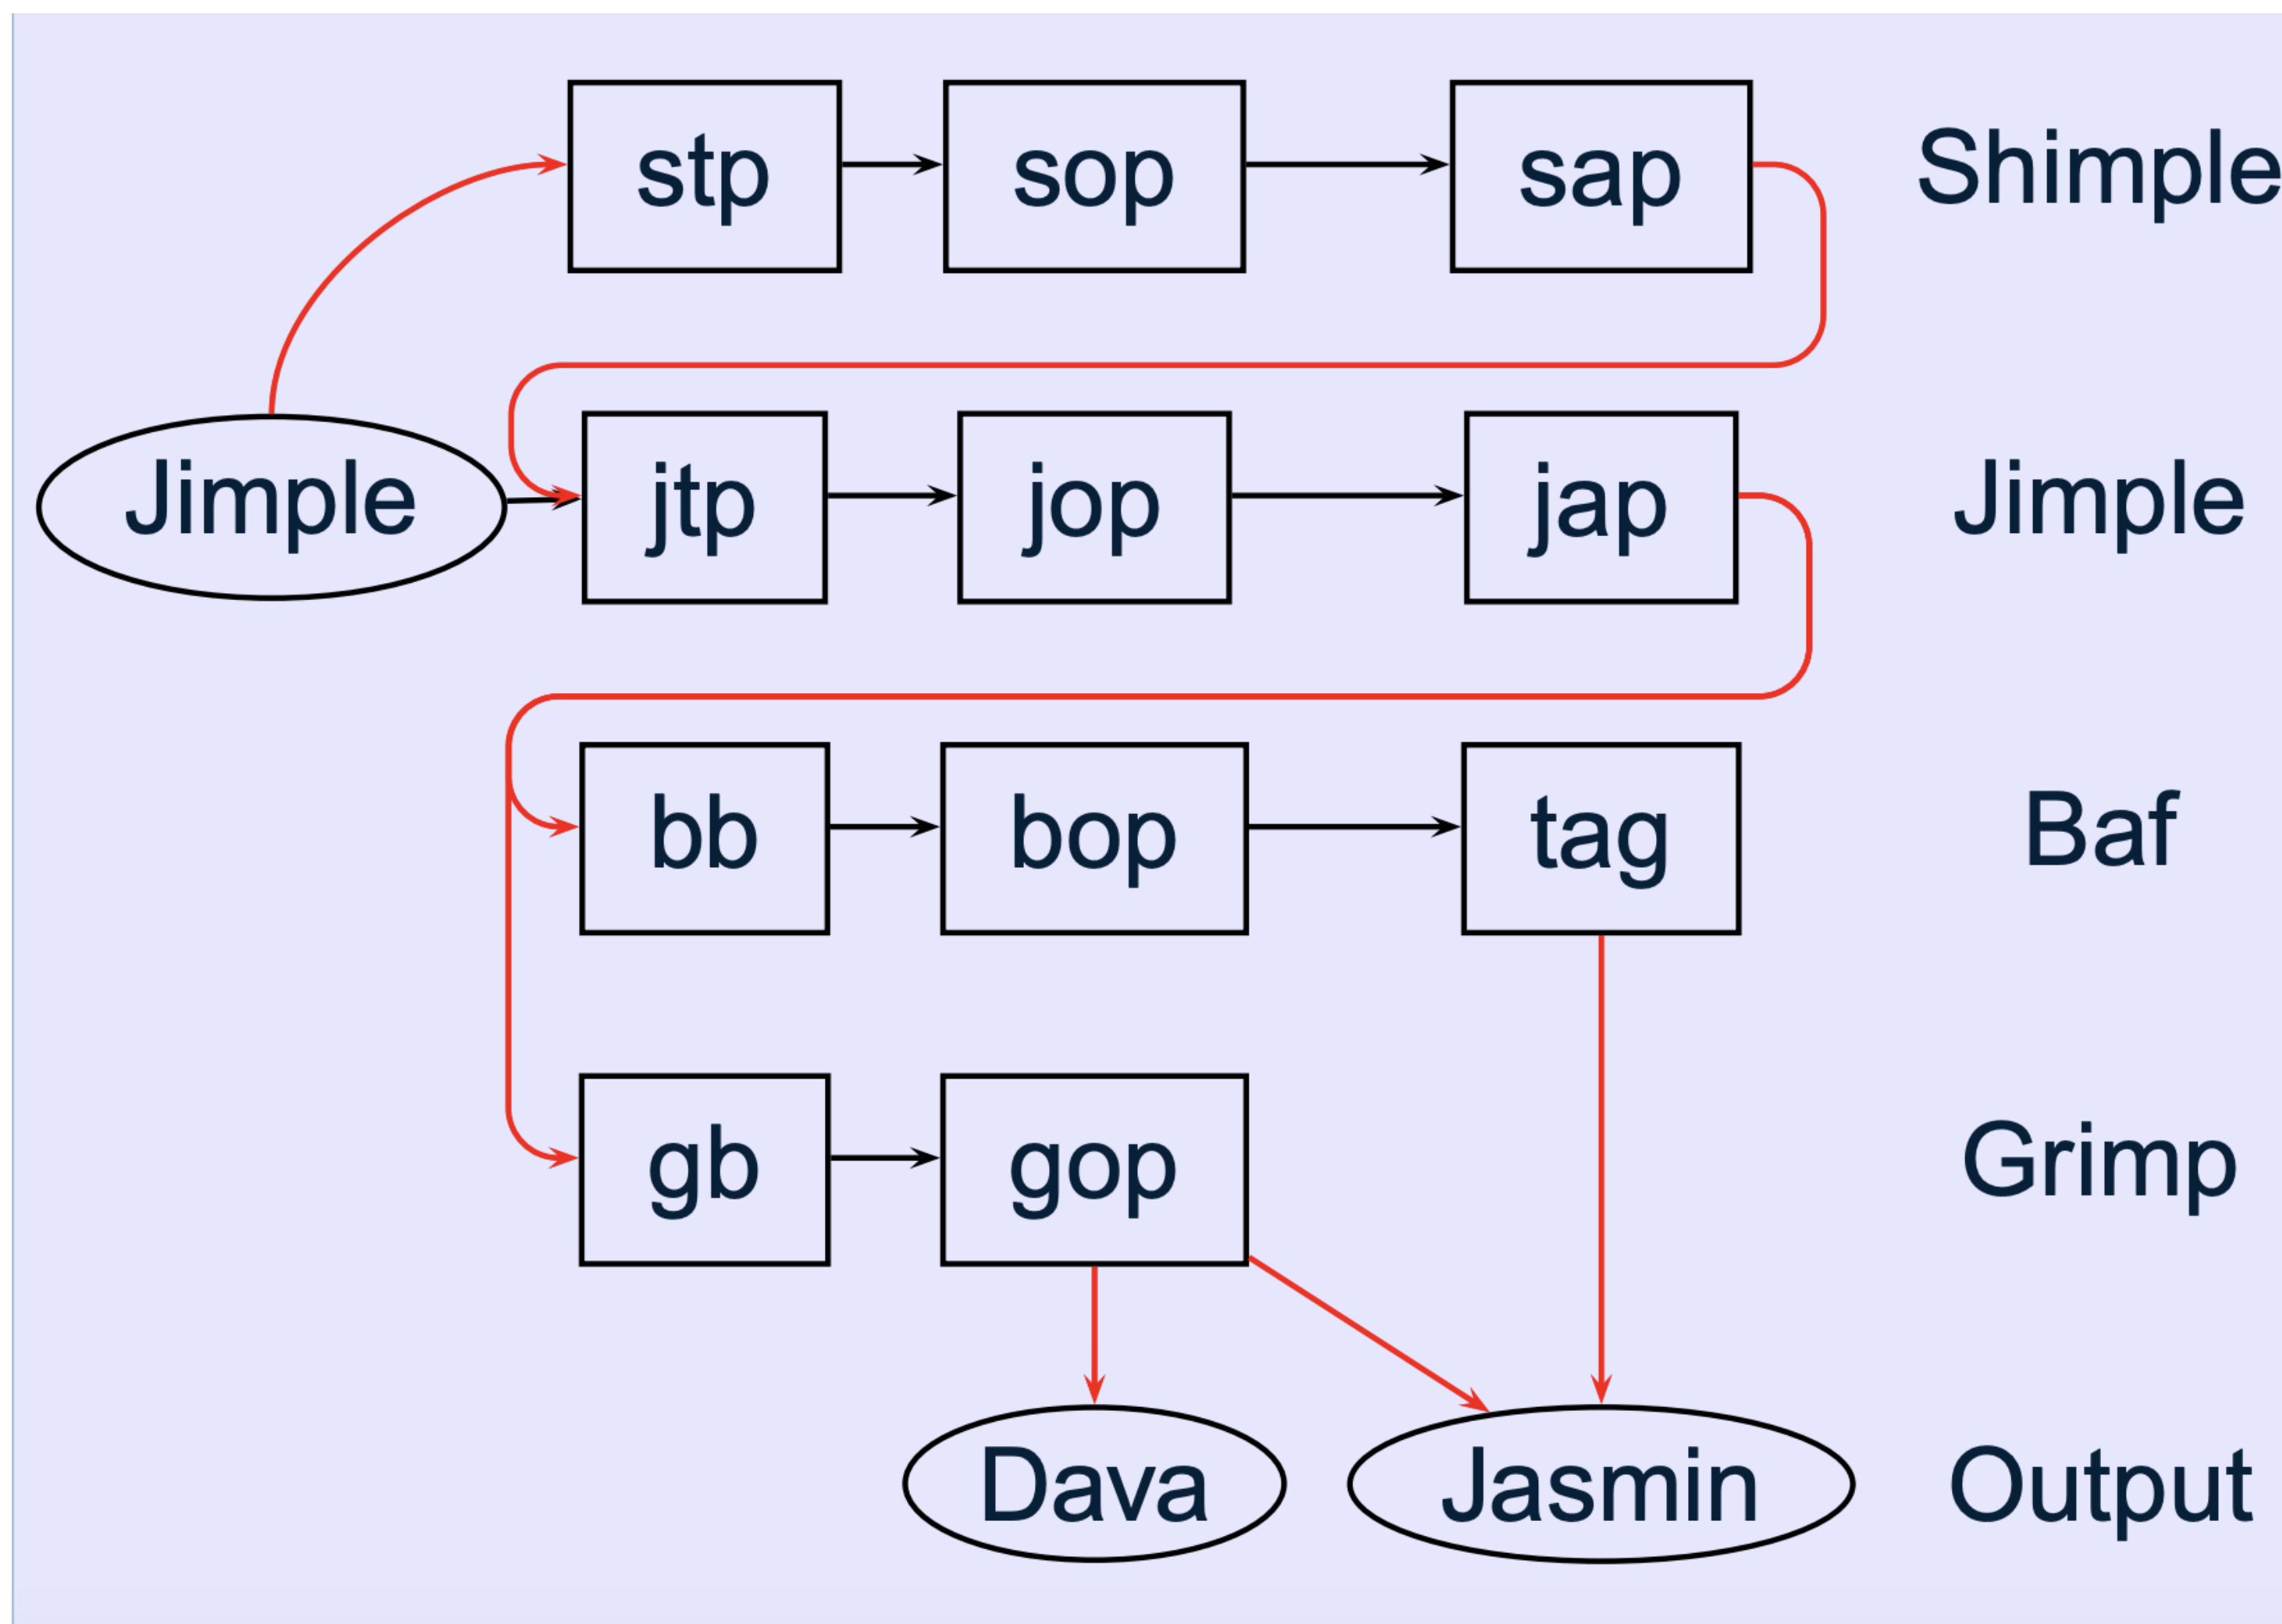 stp sop sap Shimple
Jimple jtp jop jap Jimple
bb bop tag Baf
gb gop Grimp
Dava Jasmin Output